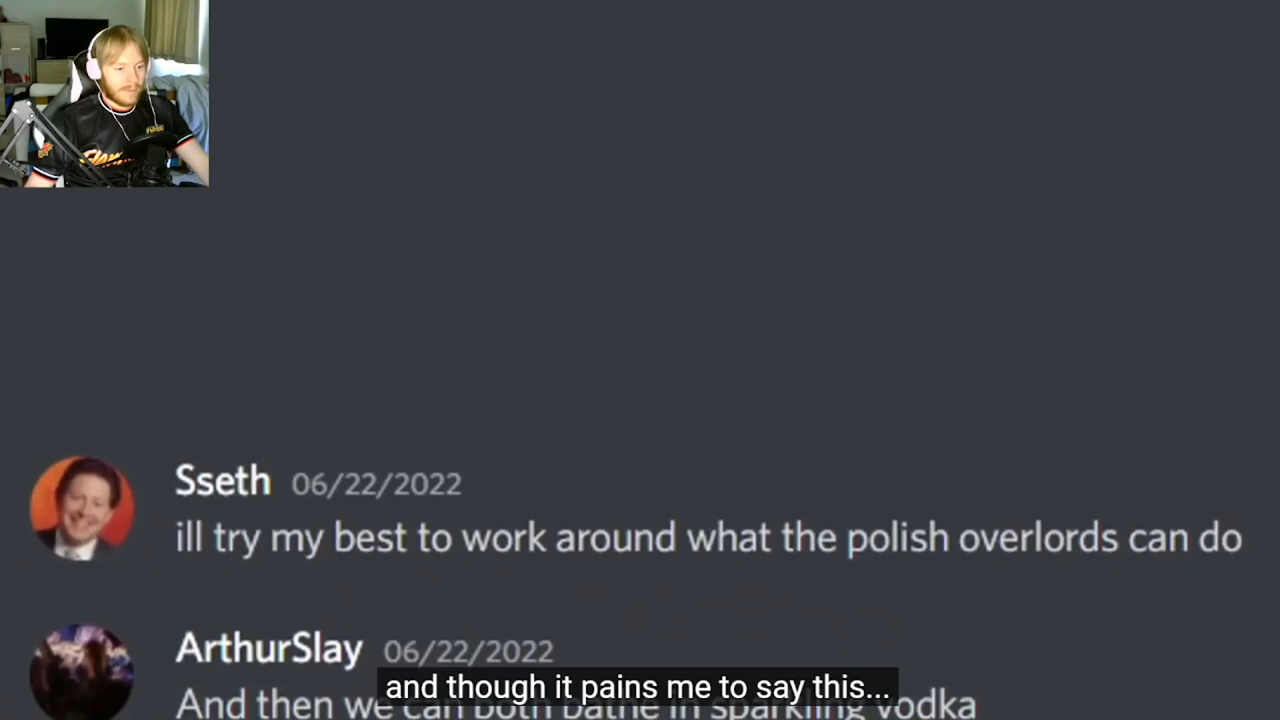 Sseth 06/22/2022
ill try my best to work around what the polish overlords can do
ArthurSlay 06/22/2022
And then we can both bathe in sparkling vodka
and though it pains me to say this...